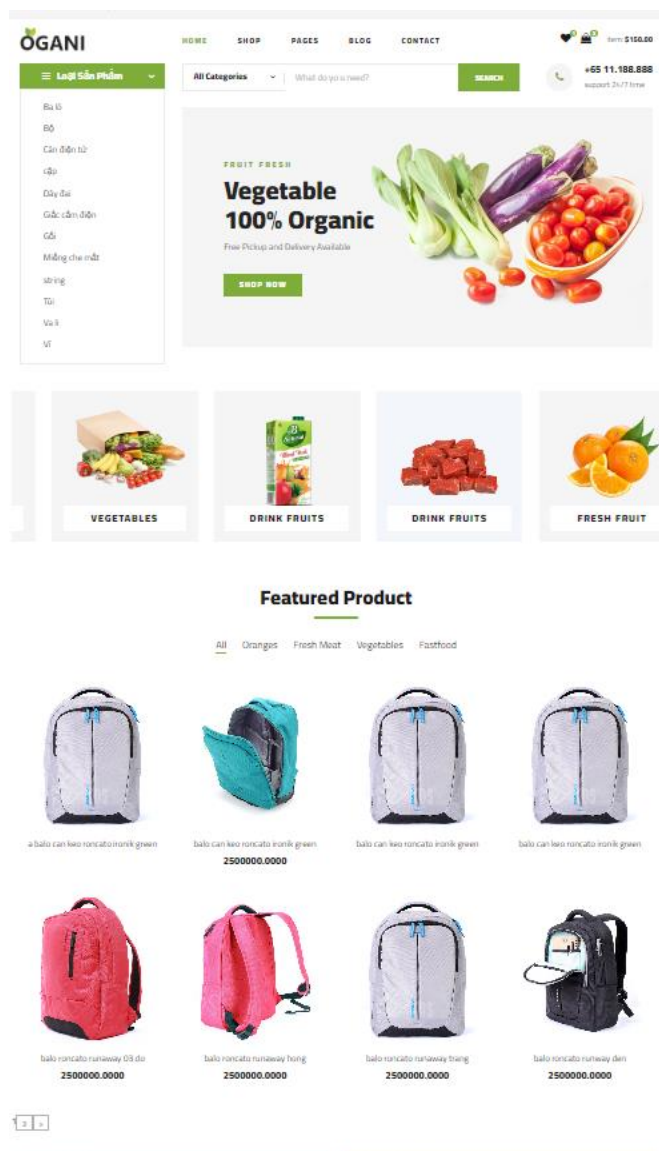 OGANI
HOME SHOP PAGES BLOG CONTACT
item: $150.00
Loại Sản Phẩm
All Categories What do yo u need? SEARCH
+65 11.188.888
support 24/7 time
Ba lô
Bộ
Cân điện tử
cặp
Dây đai
Giắc cắm điện
Gối
Miếng che mắt
string
Túi
Va li
Ví
FRUIT FRESH
Vegetable
100% Organic
Free Pickup and Delivery Available
SHOP NOW
VEGETABLES DRINK FRUITS DRINK FRUITS FRESH FRUIT
Featured Product
All Oranges Fresh Meat Vegetables Fastfood
a balo can keo roncato ironik green balo can keo roncato ironik green balo can keo roncato ironik green balo can keo roncato ironik green
2500000.0000
balo roncato runaway 03 do balo roncato runaway hong balo roncato runaway trang balo roncato runway den
2500000.0000 2500000.0000 2500000.0000 2500000.0000
1 2 »